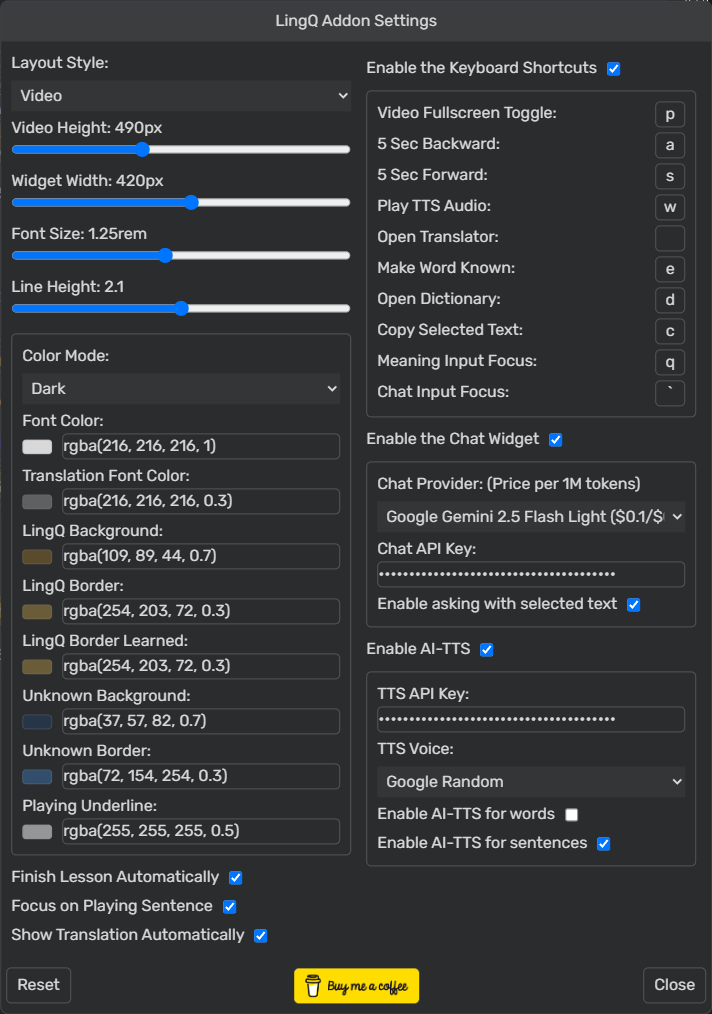 LingQ Addon Settings
Layout Style:
Video
Video Height: 490px
Widget Width: 420px
Font Size: 1.25rem
Line Height: 2.1
Color Mode:
Dark
Font Color:
rgba(216, 216, 216, 1)
Translation Font Color:
rgba(216, 216, 216, 0.3)
LingQ Background:
rgba(109, 89, 44, 0.7)
LingQ Border:
rgba(254, 203, 72, 0.3)
LingQ Border Learned:
rgba(254, 203, 72, 0.3)
Unknown Background:
rgba(37, 57, 82, 0.7)
Unknown Border:
rgba(72, 154, 254, 0.3)
Playing Underline:
rgba(255, 255, 255, 0.5)
Finish Lesson Automatically
Focus on Playing Sentence
Show Translation Automatically
Enable the Keyboard Shortcuts
Video Fullscreen Toggle: p
5 Sec Backward: a
5 Sec Forward: s
Play TTS Audio: w
Open Translator:
Make Word Known: e
Open Dictionary: d
Copy Selected Text: c
Meaning Input Focus: q
Chat Input Focus: `
Enable the Chat Widget
Chat Provider: (Price per 1M tokens)
Google Gemini 2.5 Flash Light ($0.1/$
Chat API Key:
••••••••••••••••••••••••••••••••••••••
Enable asking with selected text
Enable AI-TTS
TTS API Key:
••••••••••••••••••••••••••••••••••••••
TTS Voice:
Google Random
Enable AI-TTS for words
Enable AI-TTS for sentences
Reset
Buy me a coffee
Close